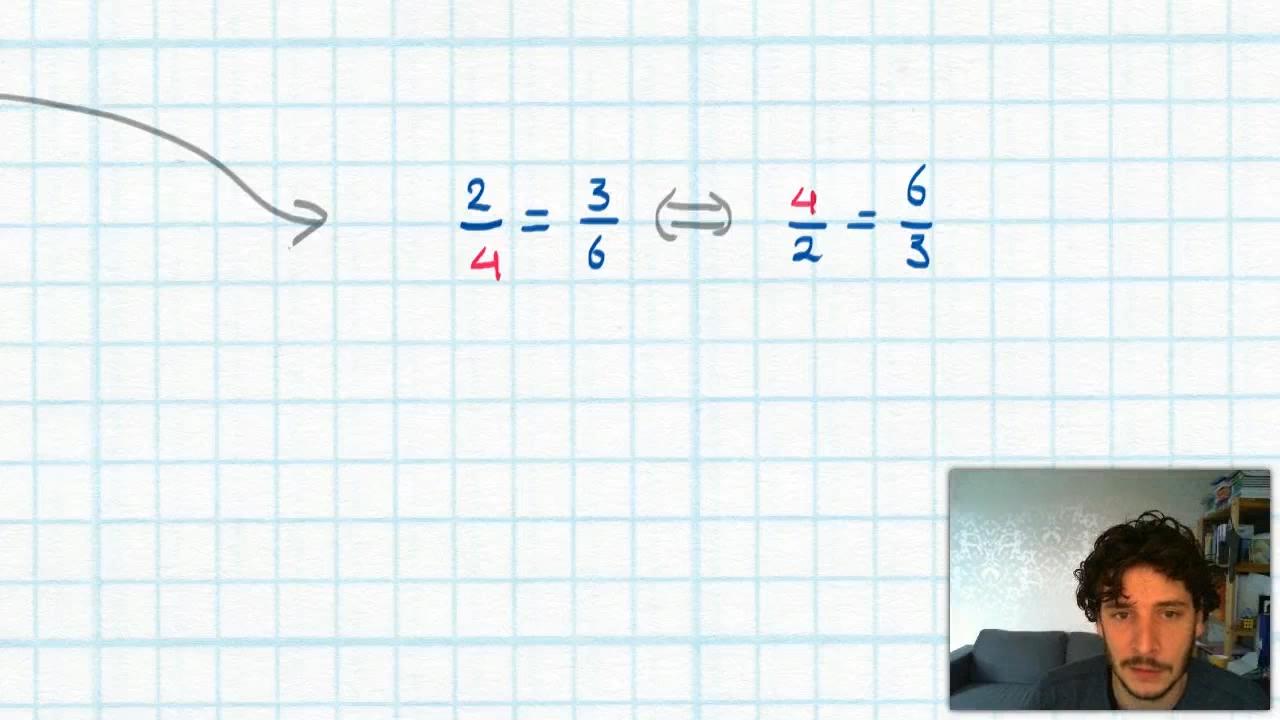 2/4 = 3/6 ⟺ 4/2 = 6/3